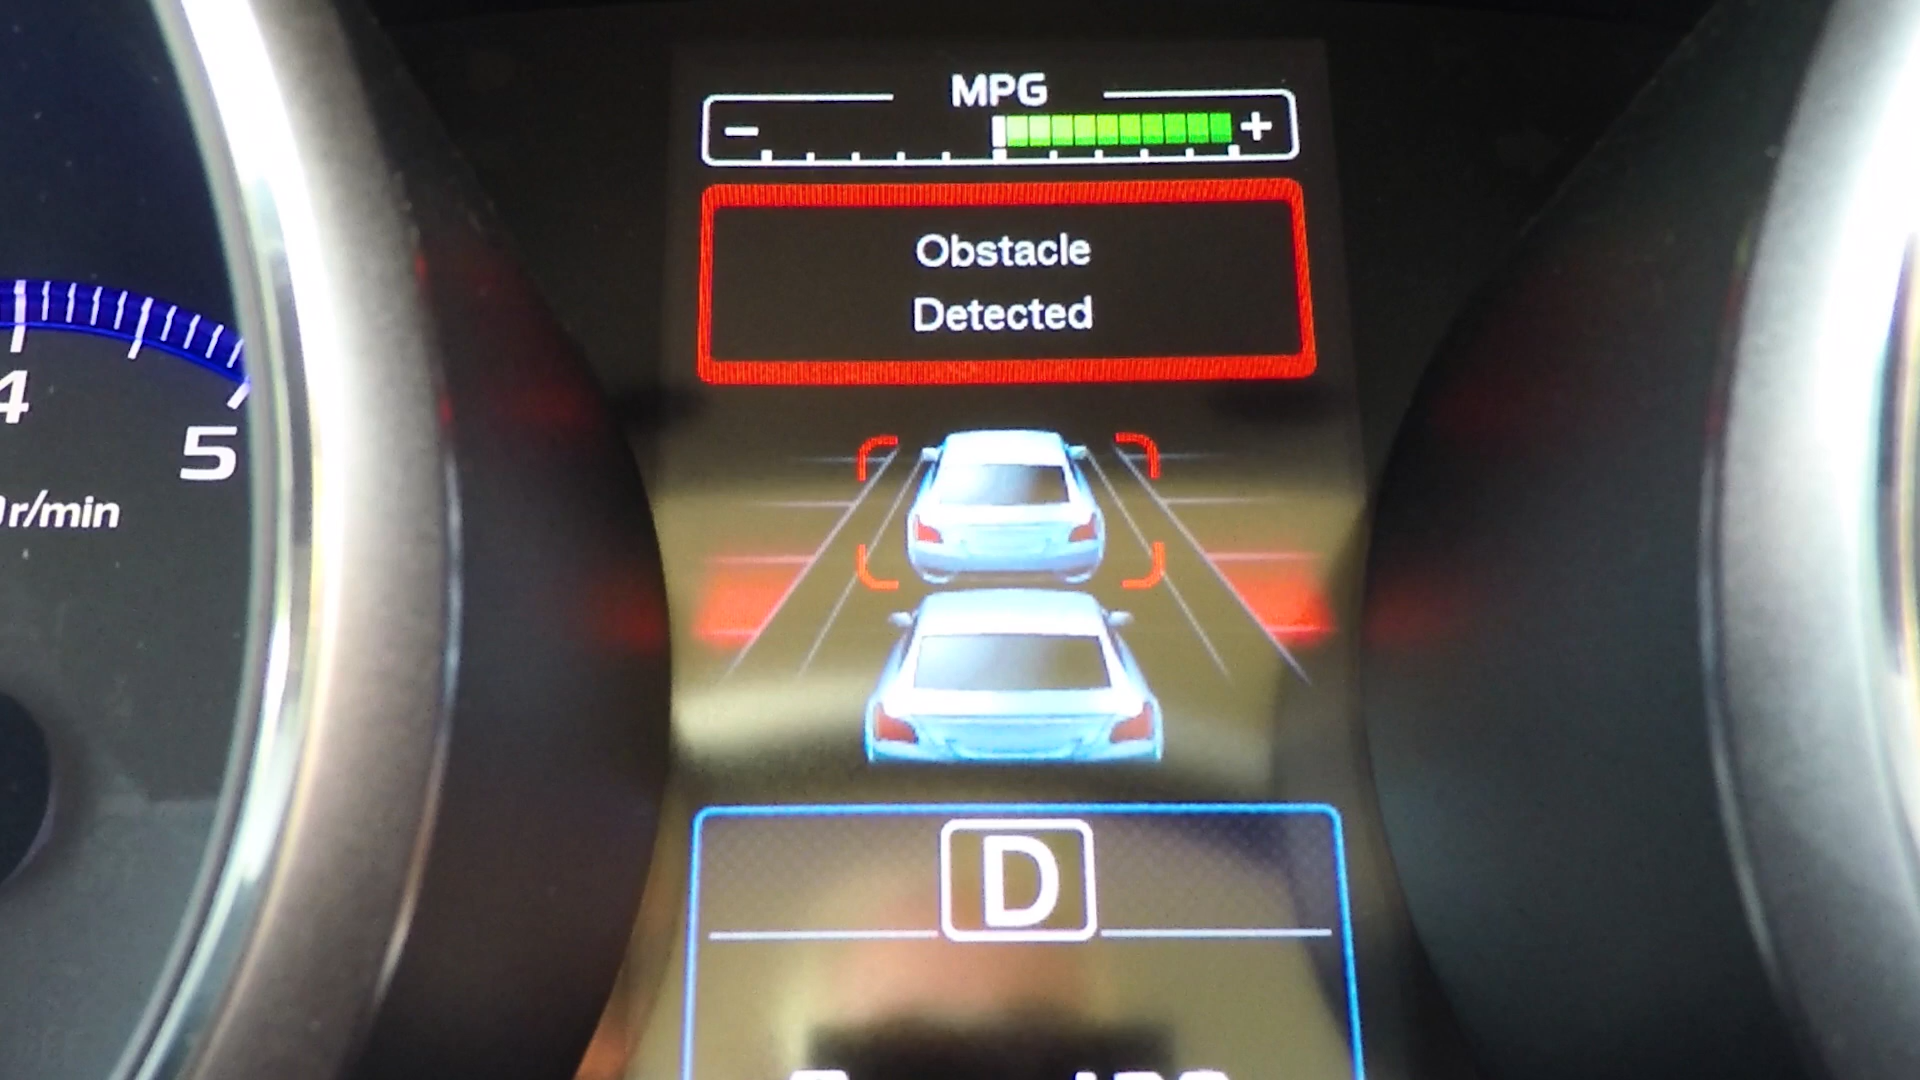 MPG
− +
Obstacle
Detected
4
5
r/min
D